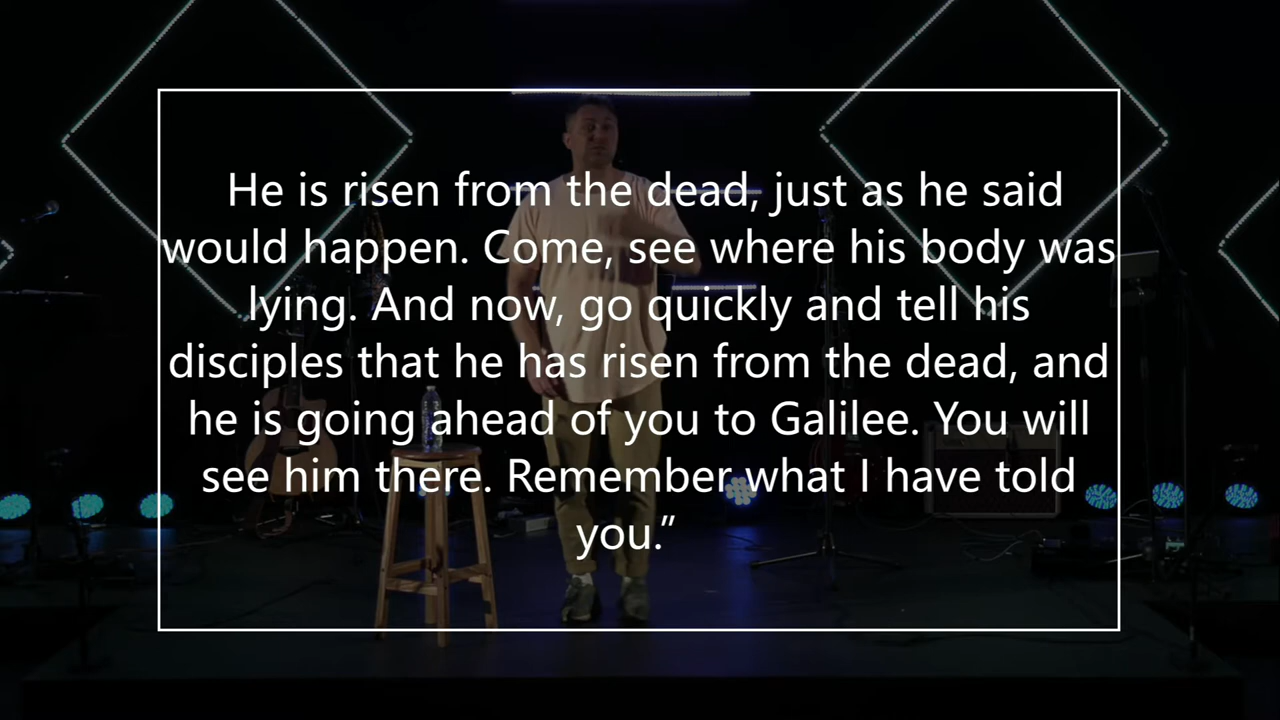 He is risen from the dead, just as he said
would happen. Come, see where his body was
lying. And now, go quickly and tell his
disciples that he has risen from the dead, and
he is going ahead of you to Galilee. You will
see him there. Remember what I have told
you.”